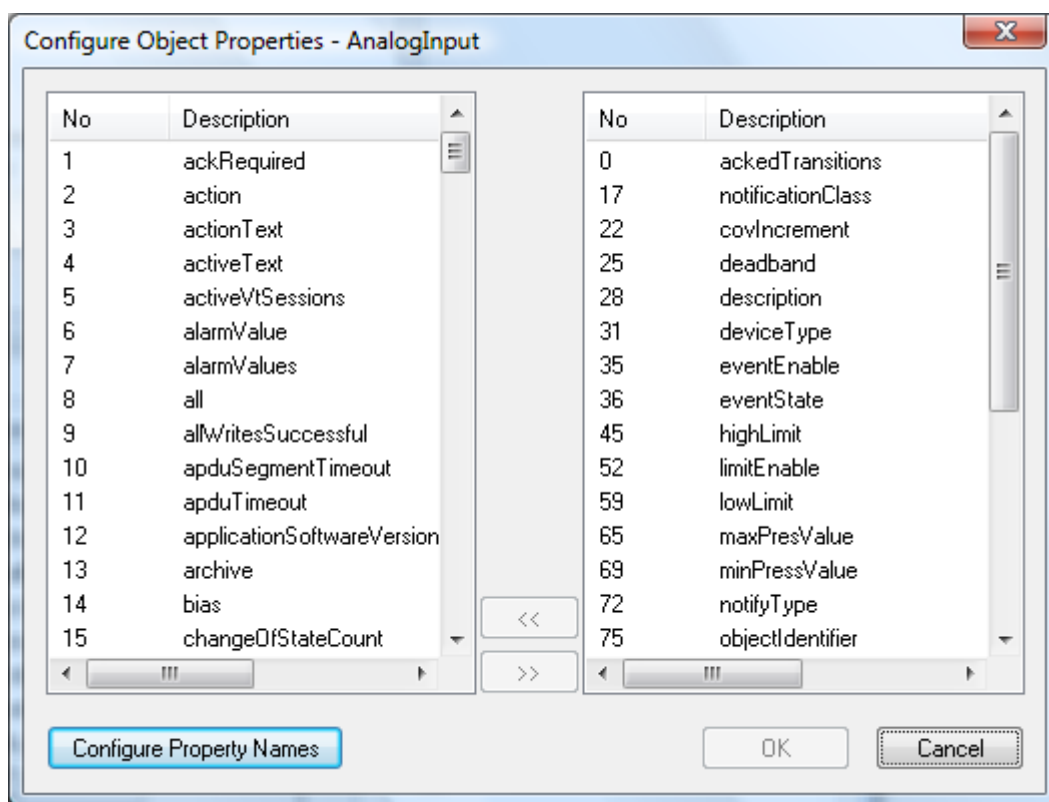 Configure Object Properties - AnalogInput
No Description
1 ackRequired
2 action
3 actionText
4 activeText
5 activeVtSessions
6 alarmValue
7 alarmValues
8 all
9 allWritesSuccessful
10 apduSegmentTimeout
11 apduTimeout
12 applicationSoftwareVersion
13 archive
14 bias
15 changeOfStateCount
<<
>>
No Description
0 ackedTransitions
17 notificationClass
22 covIncrement
25 deadband
28 description
31 deviceType
35 eventEnable
36 eventState
45 highLimit
52 limitEnable
59 lowLimit
65 maxPresValue
69 minPressValue
72 notifyType
75 objectIdentifier
Configure Property Names
OK
Cancel